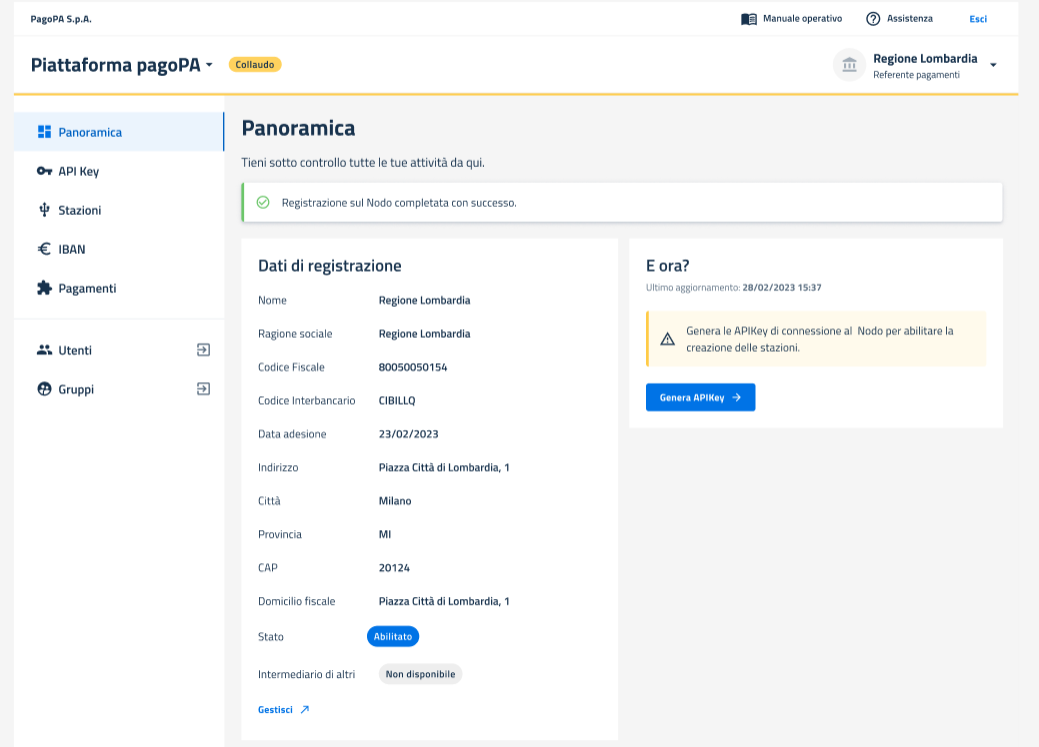 PagoPA S.p.A.
Manuale operativo
Assistenza
Esci
Piattaforma pagoPA
Collaudo
Regione Lombardia
Referente pagamenti
Panoramica
API Key
Stazioni
IBAN
Pagamenti
Utenti
Gruppi
Panoramica
Tieni sotto controllo tutte le tue attività da qui.
Registrazione sul Nodo completata con successo.
Dati di registrazione
Nome Regione Lombardia
Ragione sociale Regione Lombardia
Codice Fiscale 80050050154
Codice Interbancario CIBILLQ
Data adesione 23/02/2023
Indirizzo Piazza Città di Lombardia, 1
Città Milano
Provincia MI
CAP 20124
Domicilio fiscale Piazza Città di Lombardia, 1
Stato Abilitato
Intermediario di altri Non disponibile
Gestisci
E ora?
Ultimo aggiornamento: 28/02/2023 15:37
Genera le APIKey di connessione al Nodo per abilitare la
creazione delle stazioni.
Genera APIKey